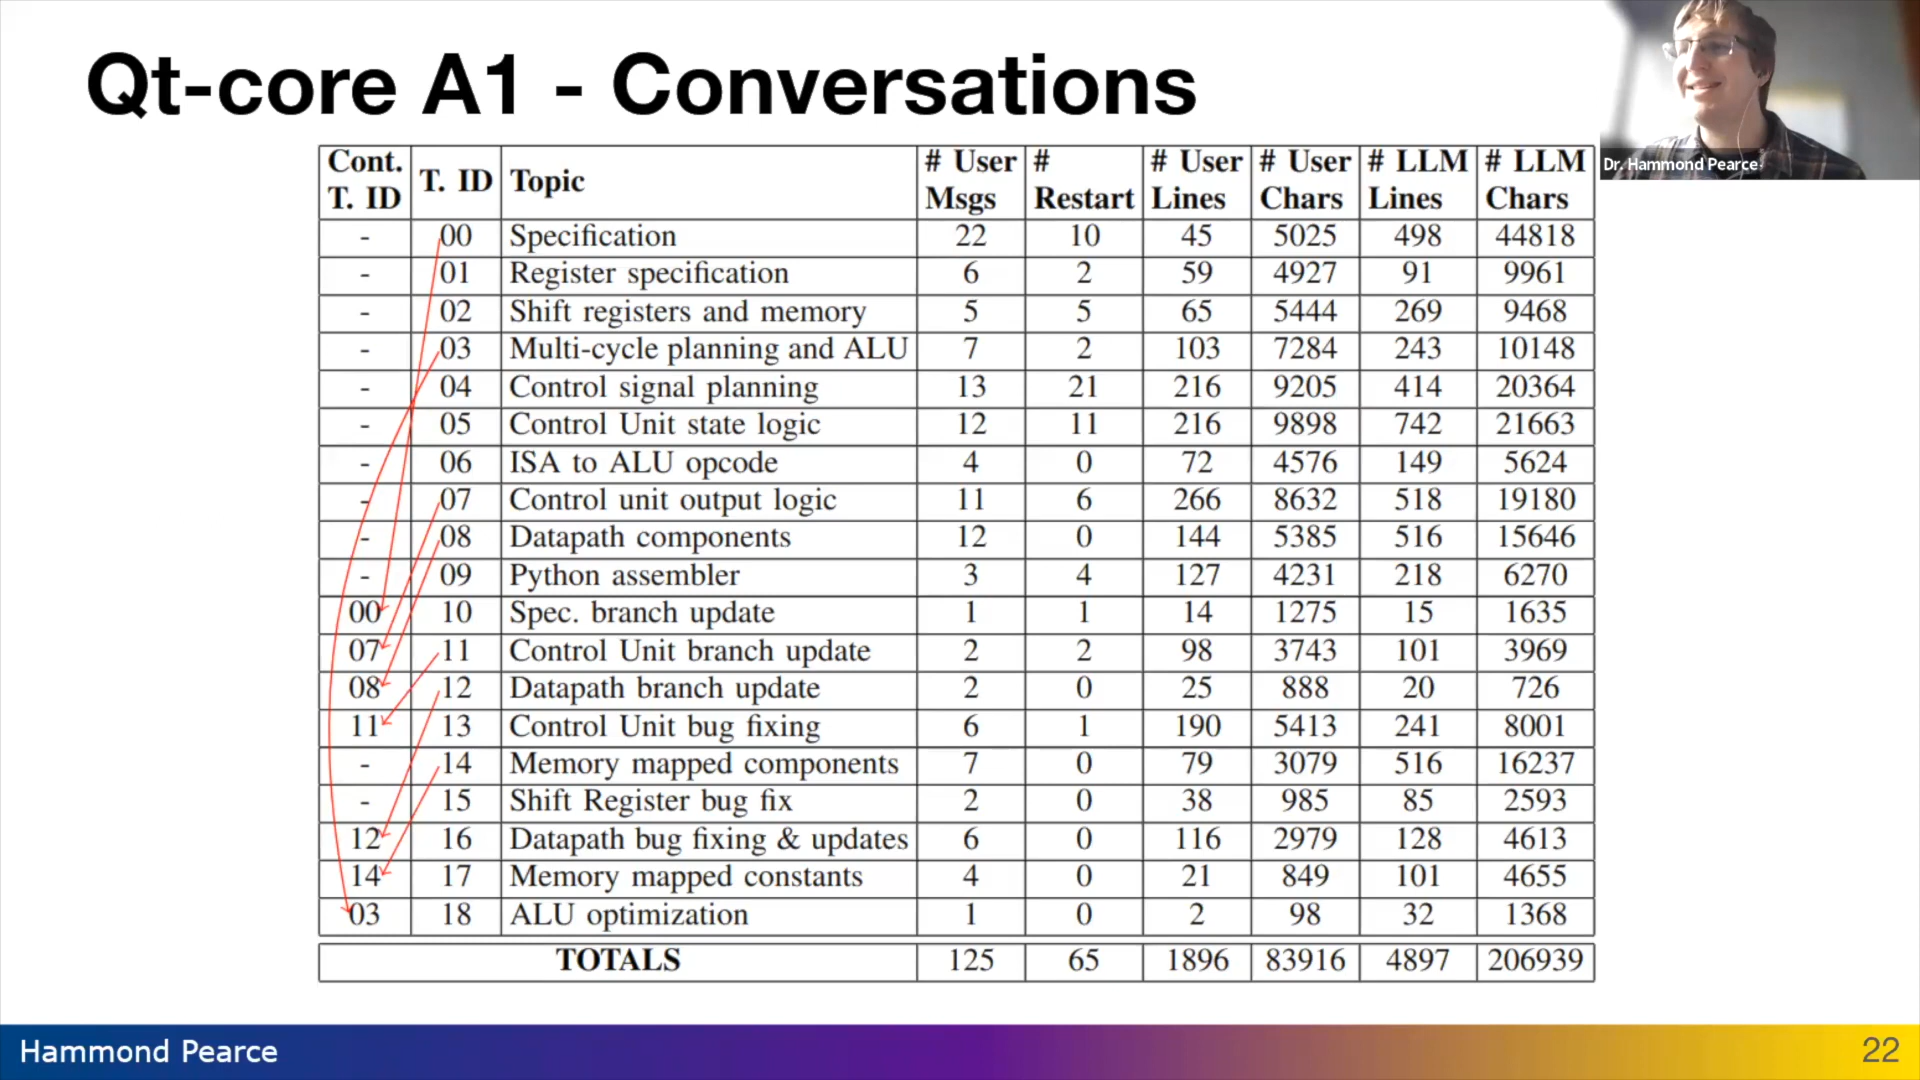 Qt-core A1 - Conversations
Dr. Hammond Pearce
Cont. T. ID | T. ID | Topic | # User Msgs | # Restart | # User Lines | # User Chars | # LLM Lines | # LLM Chars
- | 00 | Specification | 22 | 10 | 45 | 5025 | 498 | 44818
- | 01 | Register specification | 6 | 2 | 59 | 4927 | 91 | 9961
- | 02 | Shift registers and memory | 5 | 5 | 65 | 5444 | 269 | 9468
- | 03 | Multi-cycle planning and ALU | 7 | 2 | 103 | 7284 | 243 | 10148
- | 04 | Control signal planning | 13 | 21 | 216 | 9205 | 414 | 20364
- | 05 | Control Unit state logic | 12 | 11 | 216 | 9898 | 742 | 21663
- | 06 | ISA to ALU opcode | 4 | 0 | 72 | 4576 | 149 | 5624
- | 07 | Control unit output logic | 11 | 6 | 266 | 8632 | 518 | 19180
- | 08 | Datapath components | 12 | 0 | 144 | 5385 | 516 | 15646
- | 09 | Python assembler | 3 | 4 | 127 | 4231 | 218 | 6270
00 | 10 | Spec. branch update | 1 | 1 | 14 | 1275 | 15 | 1635
07 | 11 | Control Unit branch update | 2 | 2 | 98 | 3743 | 101 | 3969
08 | 12 | Datapath branch update | 2 | 0 | 25 | 888 | 20 | 726
11 | 13 | Control Unit bug fixing | 6 | 1 | 190 | 5413 | 241 | 8001
- | 14 | Memory mapped components | 7 | 0 | 79 | 3079 | 516 | 16237
- | 15 | Shift Register bug fix | 2 | 0 | 38 | 985 | 85 | 2593
12 | 16 | Datapath bug fixing & updates | 6 | 0 | 116 | 2979 | 128 | 4613
14 | 17 | Memory mapped constants | 4 | 0 | 21 | 849 | 101 | 4655
03 | 18 | ALU optimization | 1 | 0 | 2 | 98 | 32 | 1368
TOTALS | 125 | 65 | 1896 | 83916 | 4897 | 206939
Hammond Pearce
22